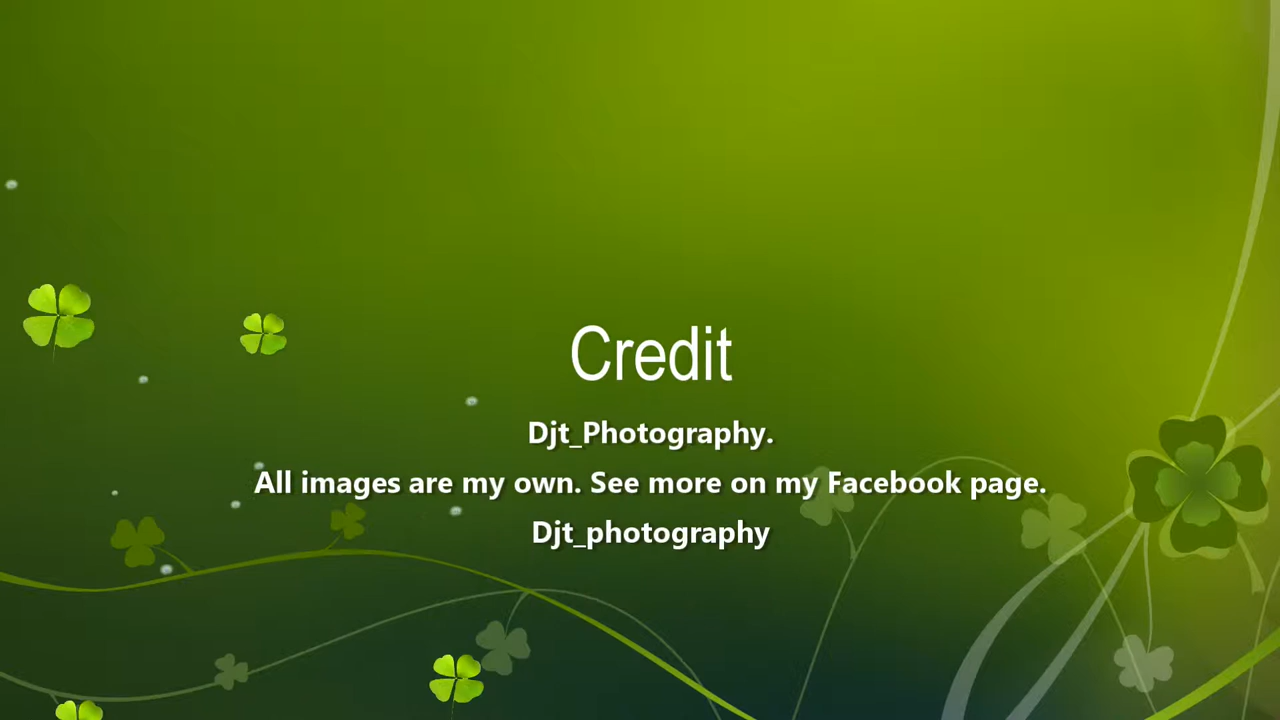 Credit
Djt_Photography.
All images are my own. See more on my Facebook page.
Djt_photography